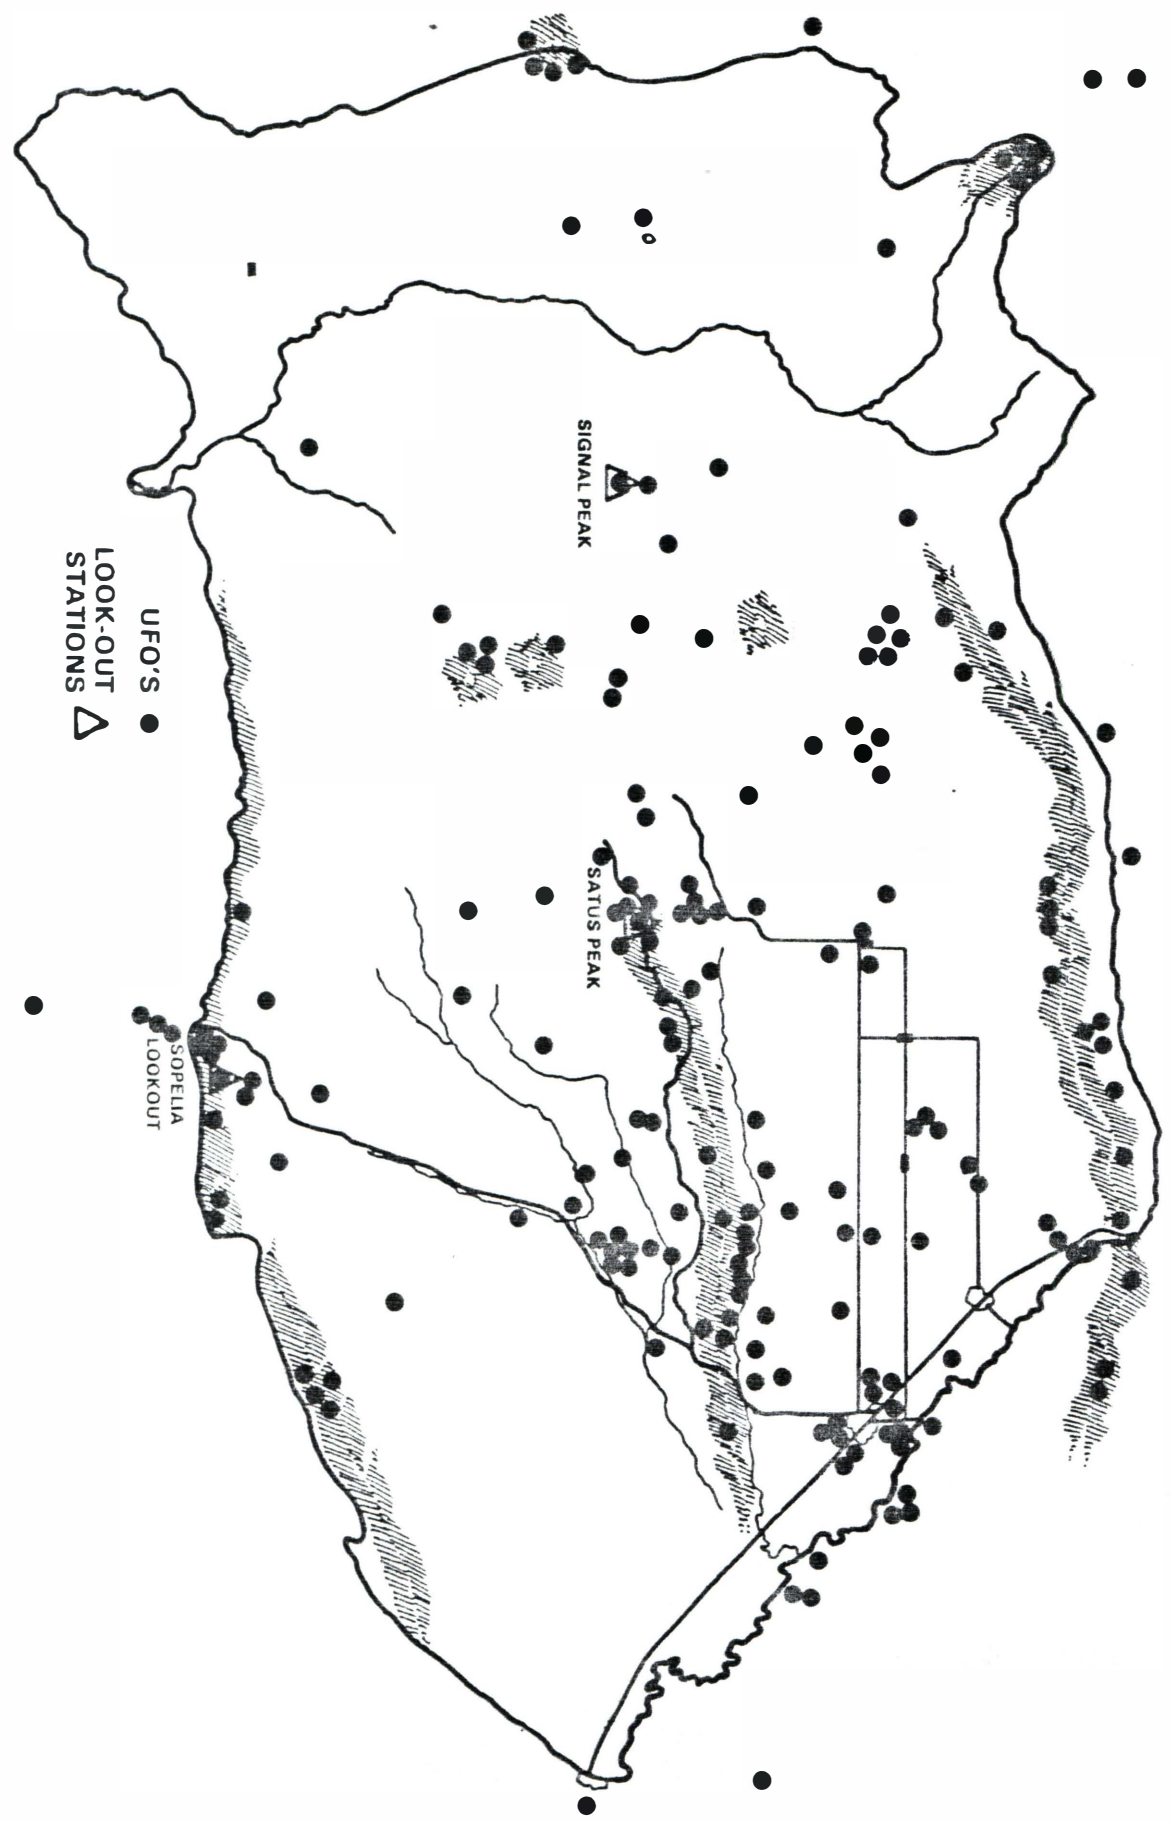 SIGNAL PEAK
SATUS PEAK
SOPELIA
LOOKOUT
UFO'S
LOOK-OUT
STATIONS